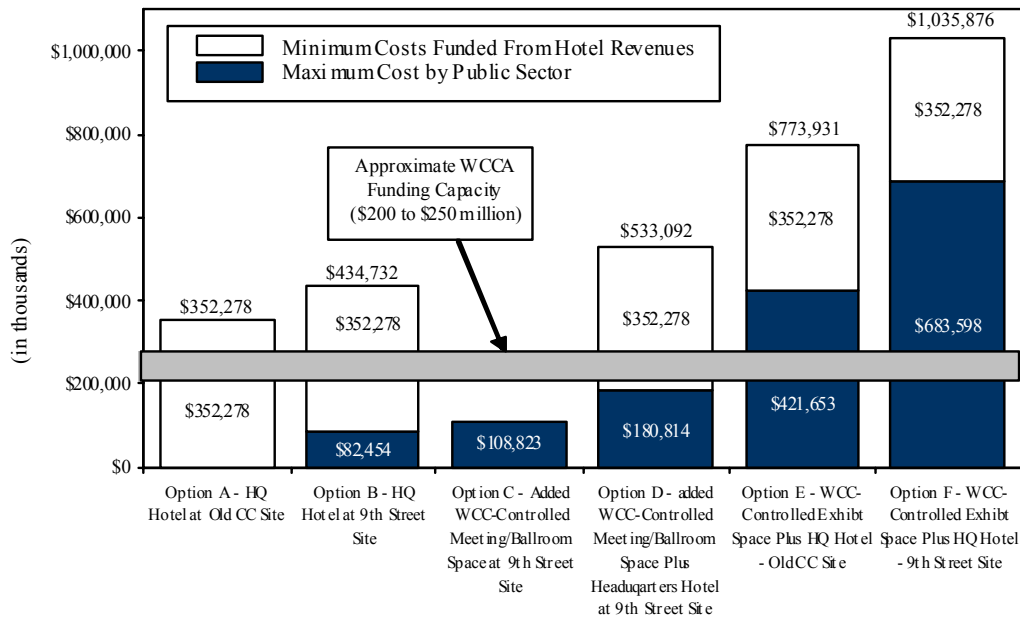 $1,035,876
$1,000,000
Minimum Costs Funded From Hotel Revenues
Maximum Cost by Public Sector
$352,278
$800,000
$773,931
Approximate WCCA
Funding Capacity
($200 to $250 million)
$352,278
$600,000
$533,092
(in thousands)
$434,732
$400,000
$352,278
$352,278
$352,278
$683,598
$200,000
$352,278
$421,653
$82,454
$108,823
$180,814
$0
Option A - HQ
Hotel at Old CC Site
Option B - HQ
Hotel at 9th Street
Site
Option C - Added
WCC-Controlled
Meeting/Ballroom
Space at 9th Street
Site
Option D - added
WCC-Controlled
Meeting/Ballroom
Space Plus
Headuqarters Hotel
at 9th Street Site
Option E - WCC-
Controlled Exhibt
Space Plus HQ Hotel
- Old CC Site
Option F - WCC-
Controlled Exhibt
Space Plus HQ Hotel
- 9th Street Site